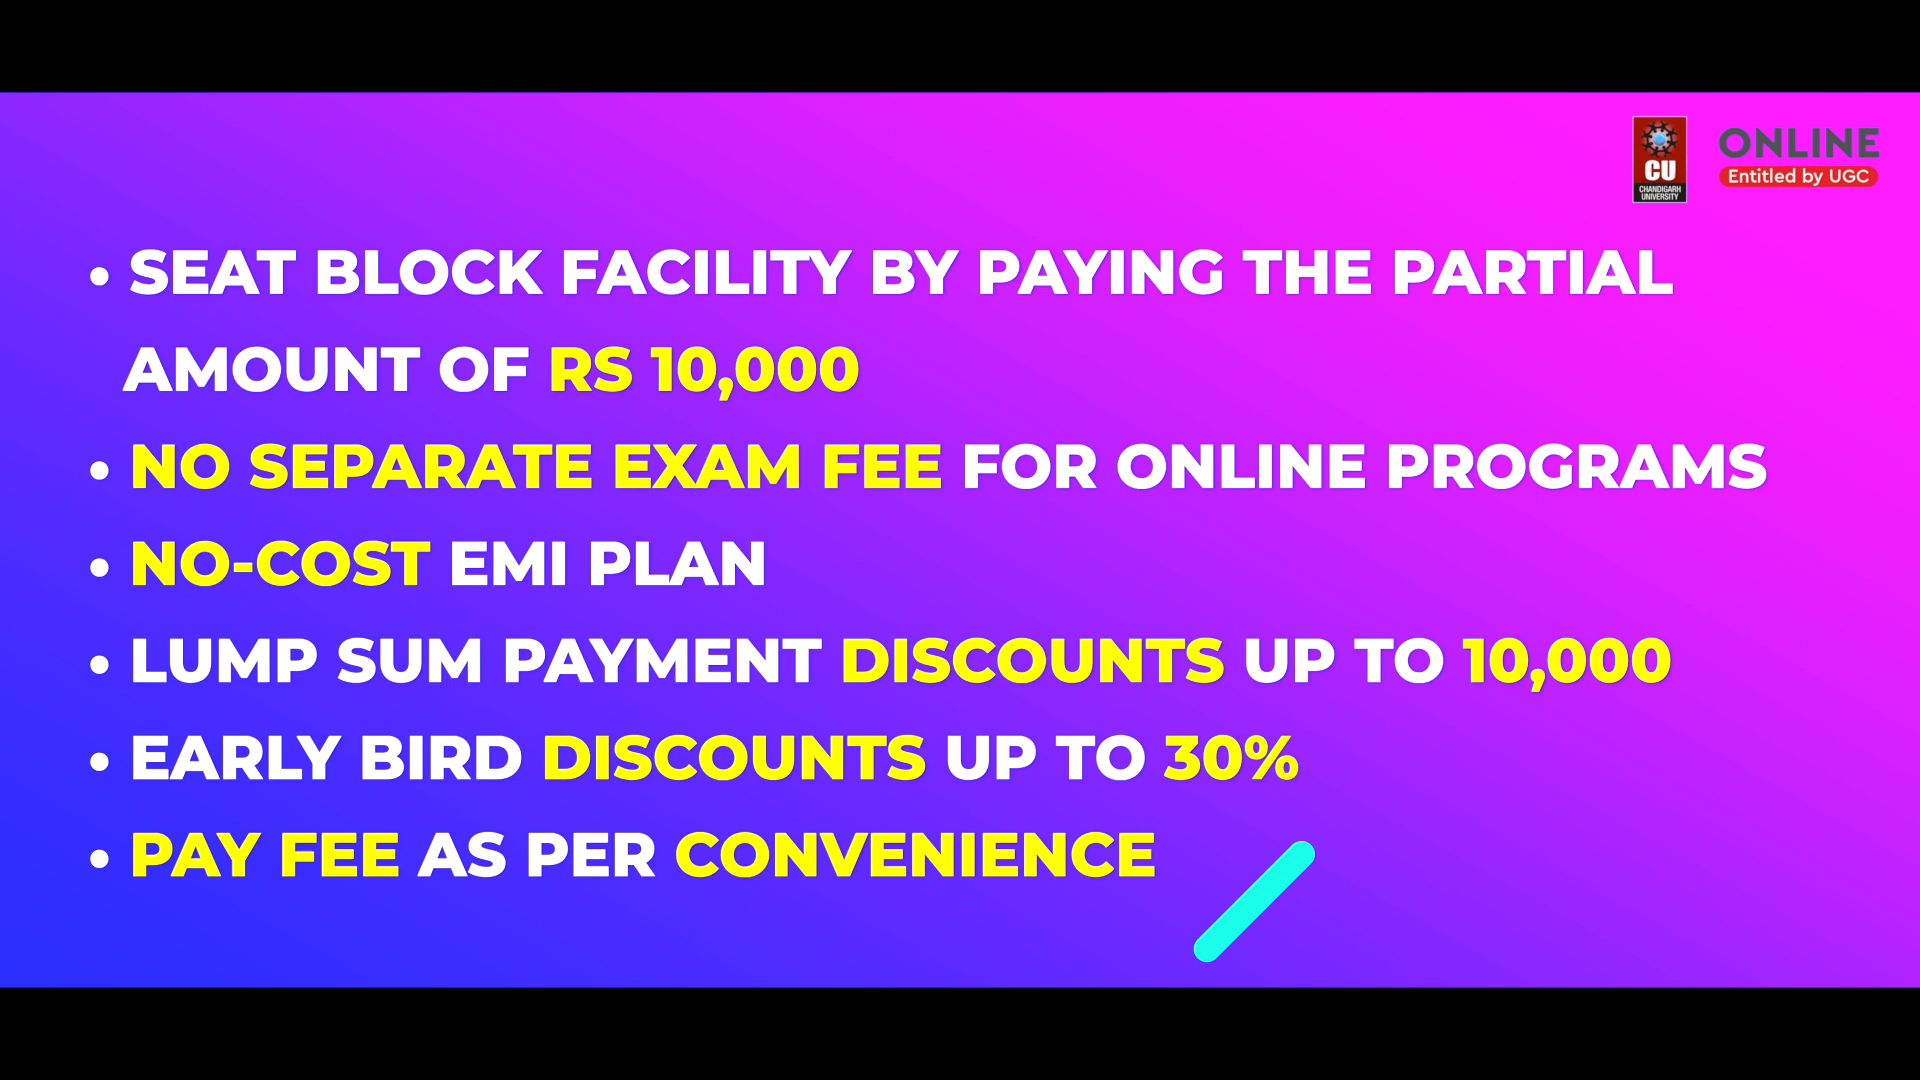 CU
CHANDIGARH
UNIVERSITY
ONLINE
Entitled by UGC
• SEAT BLOCK FACILITY BY PAYING THE PARTIAL
AMOUNT OF RS 10,000
• NO SEPARATE EXAM FEE FOR ONLINE PROGRAMS
• NO-COST EMI PLAN
• LUMP SUM PAYMENT DISCOUNTS UP TO 10,000
• EARLY BIRD DISCOUNTS UP TO 30%
• PAY FEE AS PER CONVENIENCE